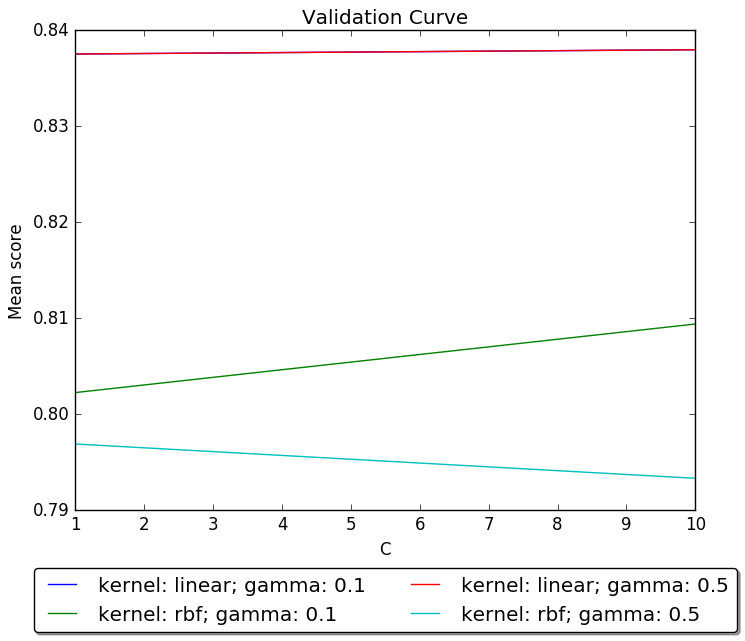 Validation Curve
0.84
0.83
0.82
0.81
0.80
0.79
Mean score
1 2 3 4 5 6 7 8 9 10
C
kernel: linear; gamma: 0.1
kernel: linear; gamma: 0.5
kernel: rbf; gamma: 0.1
kernel: rbf; gamma: 0.5